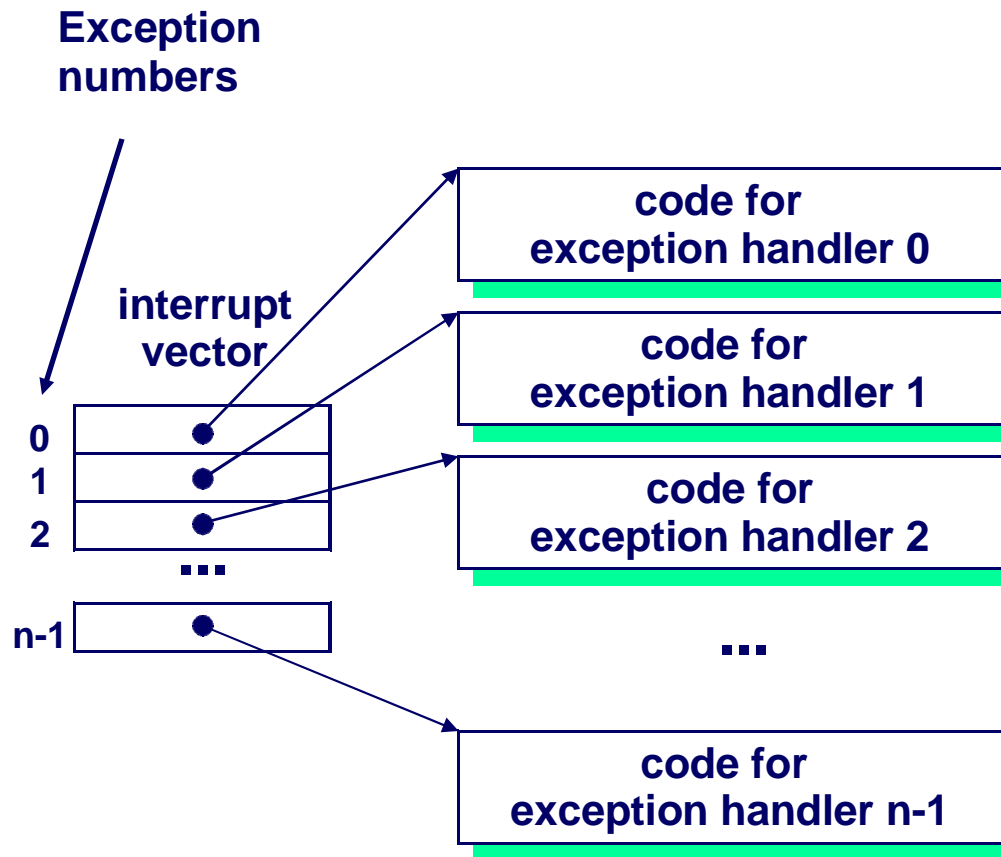 Exception
numbers
code for
exception handler 0
interrupt
vector
code for
exception handler 1
0
1
2
code for
exception handler 2
...
n-1
...
code for
exception handler n-1